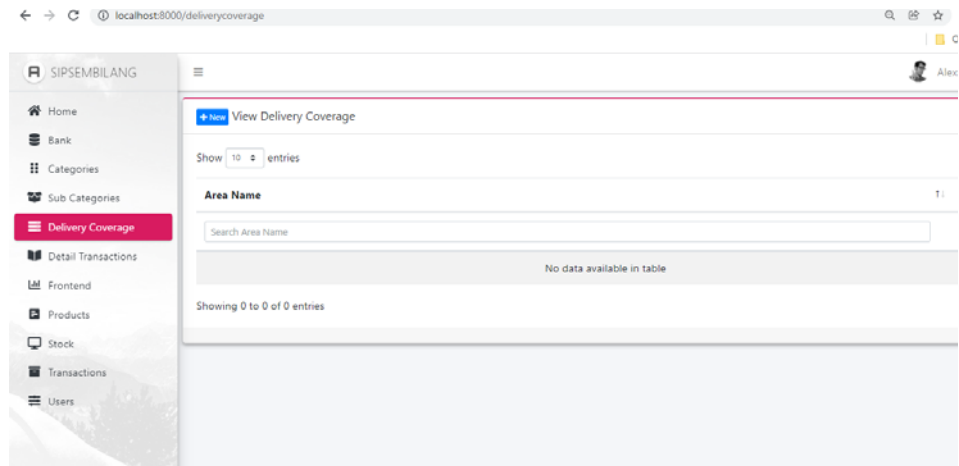 localhost:8000/deliverycoverage
SIPSEMBILANG
Alex
Home
Bank
Categories
Sub Categories
Delivery Coverage
Detail Transactions
Frontend
Products
Stock
Transactions
Users
New View Delivery Coverage
Show 10 entries
Area Name
Search Area Name
No data available in table
Showing 0 to 0 of 0 entries